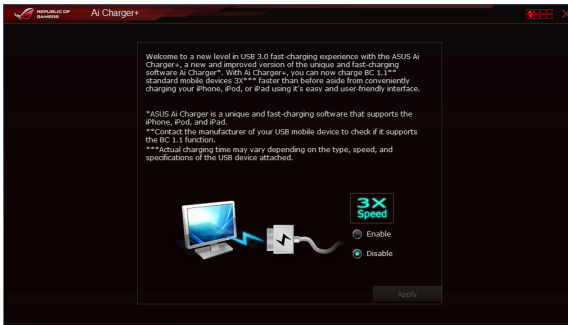 REPUBLIC OF
GAMERS
Ai Charger+
Welcome to a new level in USB 3.0 fast-charging experience with the ASUS Ai
Charger+, a new and improved version of the unique and fast-charging
software Ai Charger*. With Ai Charger+, you can now charge BC 1.1**
standard mobile devices 3X*** faster than before aside from conveniently
charging your iPhone, iPod, or iPad using it's easy and user-friendly interface.
*ASUS Ai Charger is a unique and fast-charging software that supports the
iPhone, iPod, and iPad.
**Contact the manufacturer of your USB mobile device to check if it supports
the BC 1.1 function.
***Actual charging time may vary depending on the type, speed, and
specifications of the USB device attached.
3X
Speed
Enable
Disable
Apply